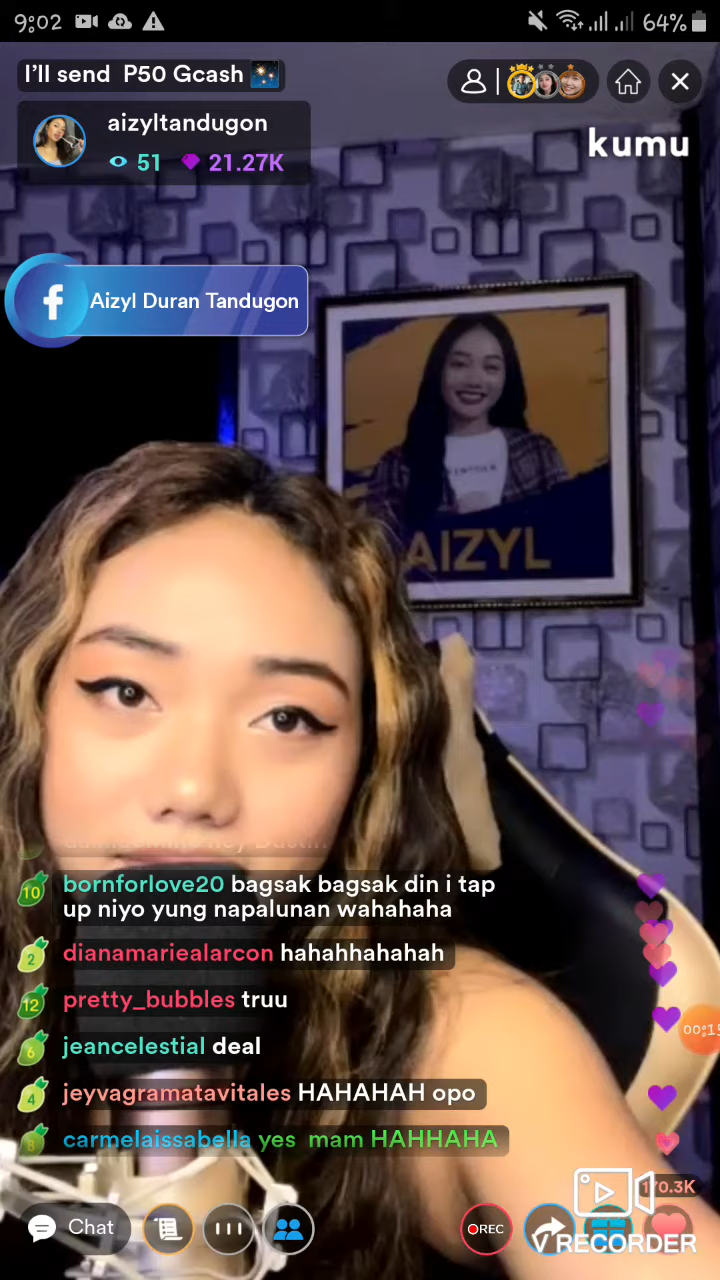 9:02
64%
I'll send P50 Gcash
aizyltandugon
51 21.27K
kumu
Aizyl Duran Tandugon
AIZYL
bornforlove20 bagsak bagsak din i tap
up niyo yung napalunan wahahaha
dianamariealarcon hahahhahahah
pretty_bubbles truu
jeancelestial deal
jeyvagramatavitales HAHAHAH opo
carmelaissabella yes mam HAHHAHA
10
2
12
6
4
8
00:15
170.3K
Chat
REC
V RECORDER